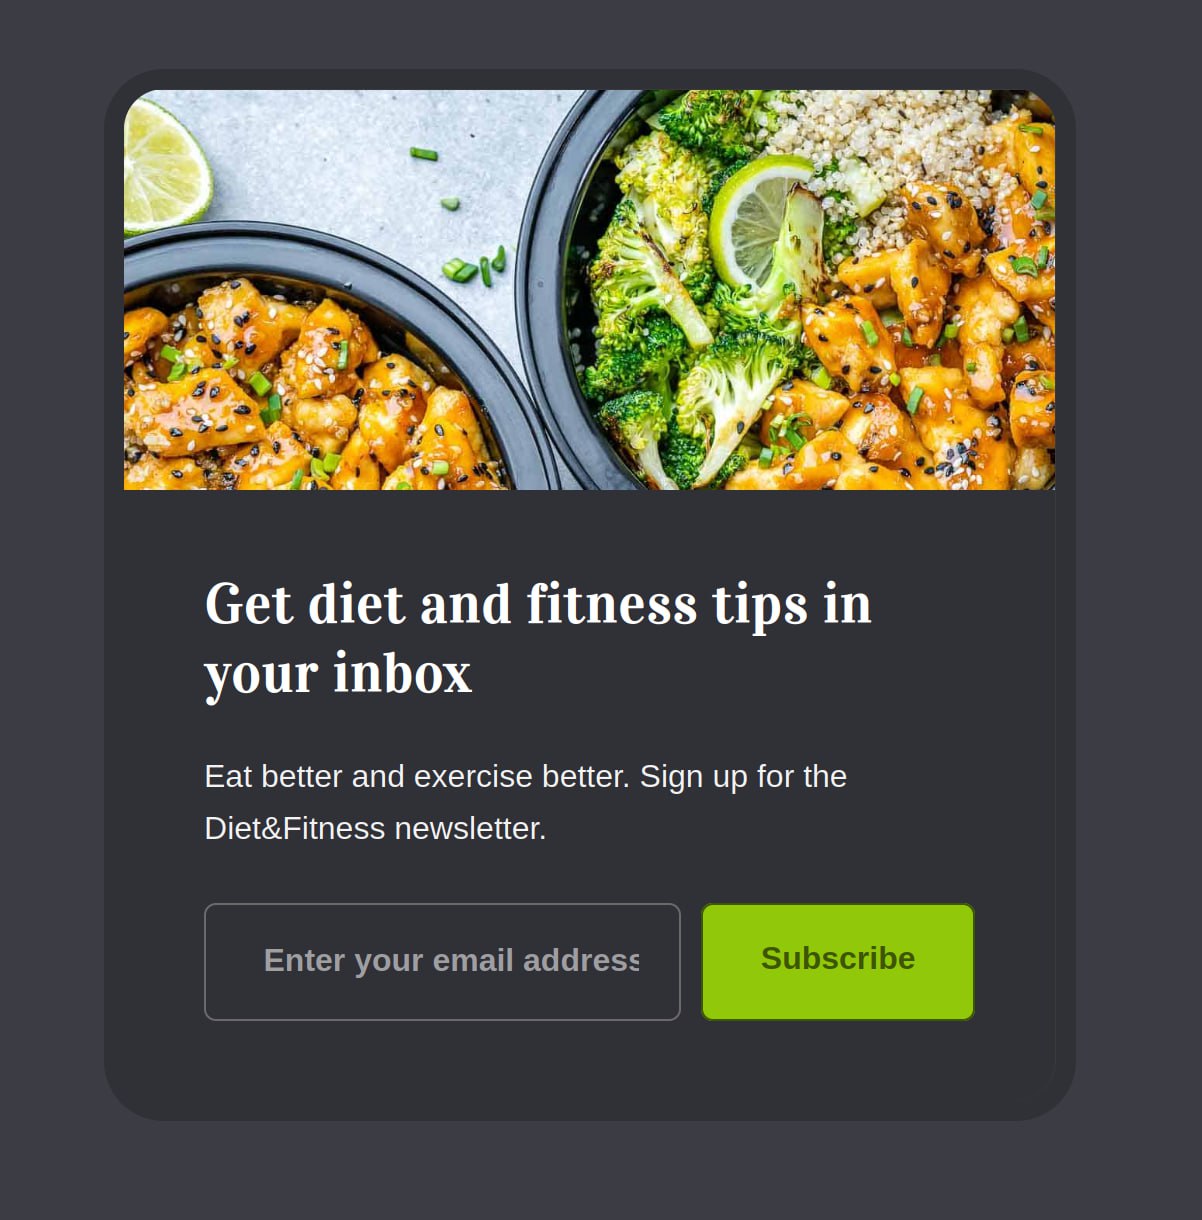 Get diet and fitness tips in
your inbox
Eat better and exercise better. Sign up for the
Diet&Fitness newsletter.
Enter your email address
Subscribe